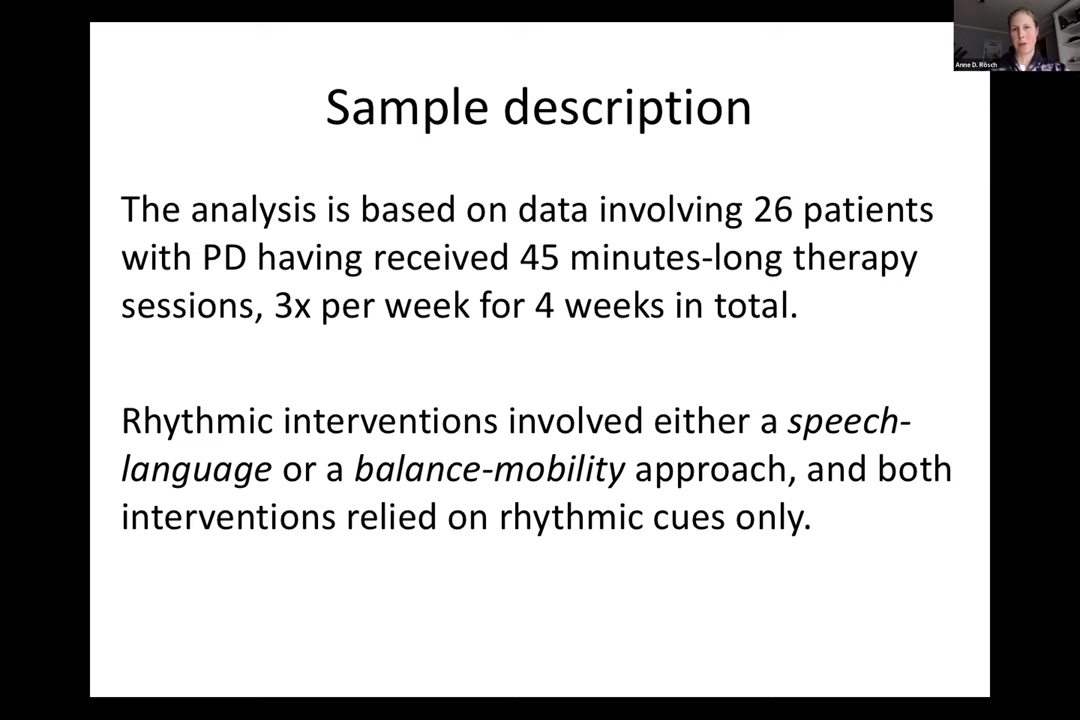 Anne D. Rösch
Sample description
The analysis is based on data involving 26 patients
with PD having received 45 minutes-long therapy
sessions, 3x per week for 4 weeks in total.
Rhythmic interventions involved either a speech-
language or a balance-mobility approach, and both
interventions relied on rhythmic cues only.